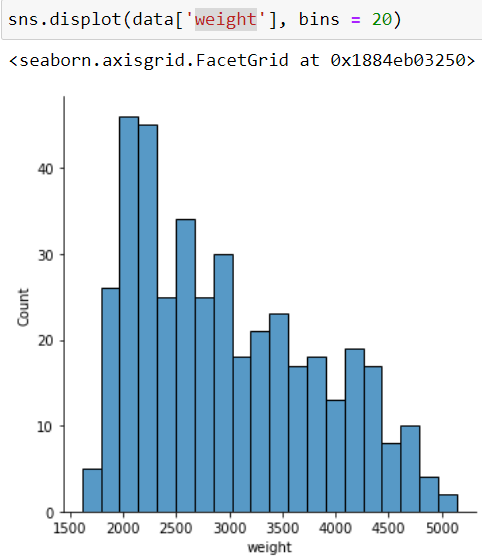 sns.displot(data['weight'], bins = 20)
<seaborn.axisgrid.FacetGrid at 0x1884eb03250>
40
30
20
10
0
Count
1500 2000 2500 3000 3500 4000 4500 5000
weight